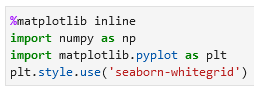 %matplotlib inline
import numpy as np
import matplotlib.pyplot as plt
plt.style.use('seaborn-whitegrid')